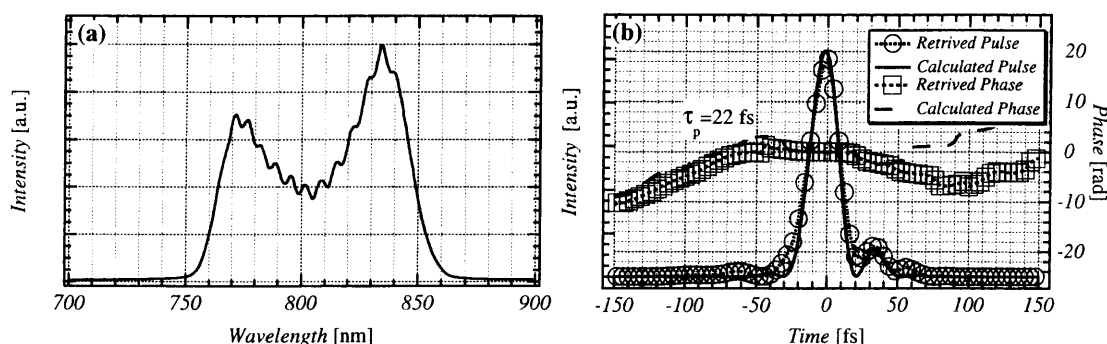 (a)
Intensity [a.u.]
700
750
800
850
900
Wavelength [nm]
(b)
Intensity [a.u.]
τp=22 fs
Retrived Pulse
Calculated Pulse
Retrived Phase
Calculated Phase
20
10
0
-10
-20
Phase [rad]
-150
-100
-50
0
50
100
150
Time [fs]